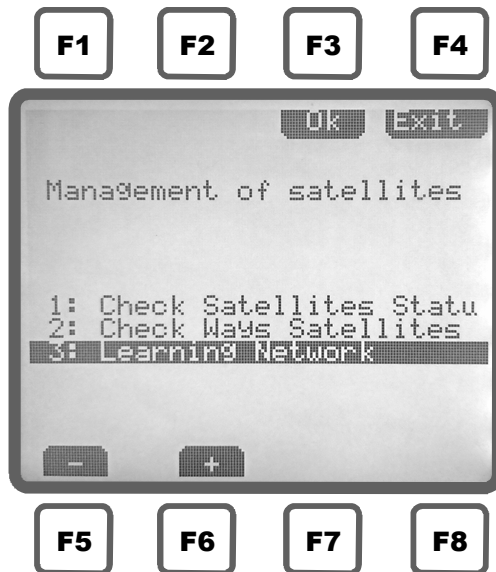 F1 F2 F3 F4
Ok Exit
Management of satellites
1: Check Satellites Statu
2: Check Ways Satellites
3: Learning Network
- +
F5 F6 F7 F8